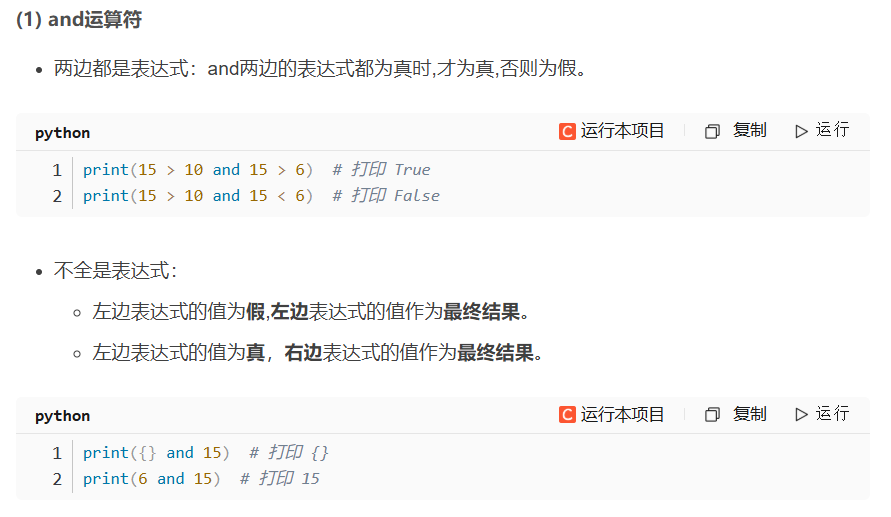 (1) and运算符
• 两边都是表达式：and两边的表达式都为真时,才为真,否则为假。
python C 运行本项目 复制 运行
1 print(15 > 10 and 15 > 6)  # 打印 True
2 print(15 > 10 and 15 < 6)  # 打印 False
• 不全是表达式：
◦ 左边表达式的值为假,左边表达式的值作为最终结果。
◦ 左边表达式的值为真，右边表达式的值作为最终结果。
python C 运行本项目 复制 运行
1 print({} and 15)  # 打印 {}
2 print(6 and 15)  # 打印 15